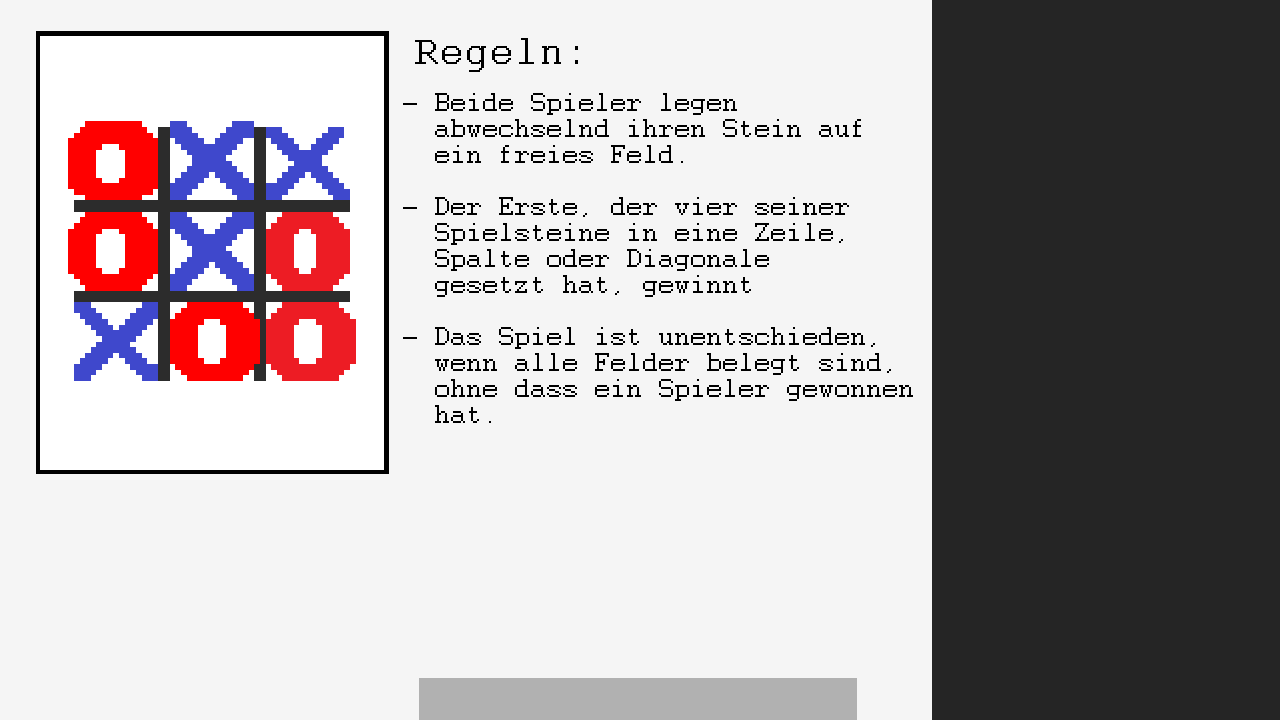 Regeln:
- Beide Spieler legen
abwechselnd ihren Stein auf
ein freies Feld.
- Der Erste, der vier seiner
Spielsteine in eine Zeile,
Spalte oder Diagonale
gesetzt hat, gewinnt
- Das Spiel ist unentschieden,
wenn alle Felder belegt sind,
ohne dass ein Spieler gewonnen
hat.
O X X
O X O
X O O